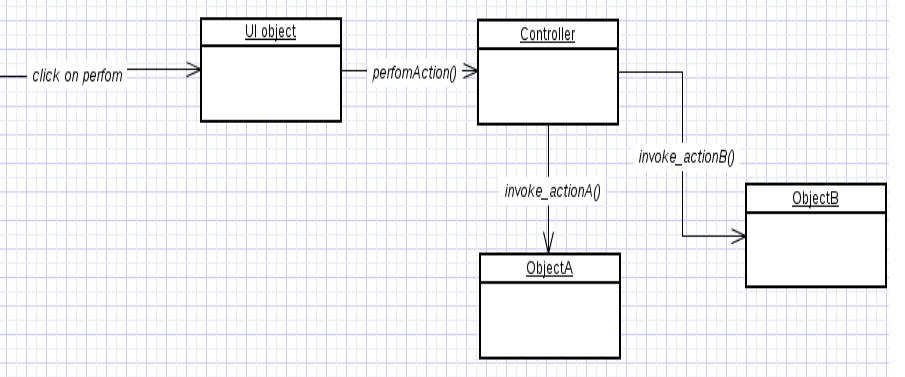 UI object
Controller
click on perfom
perfomAction()
invoke_actionB()
invoke_actionA()
ObjectB
ObjectA